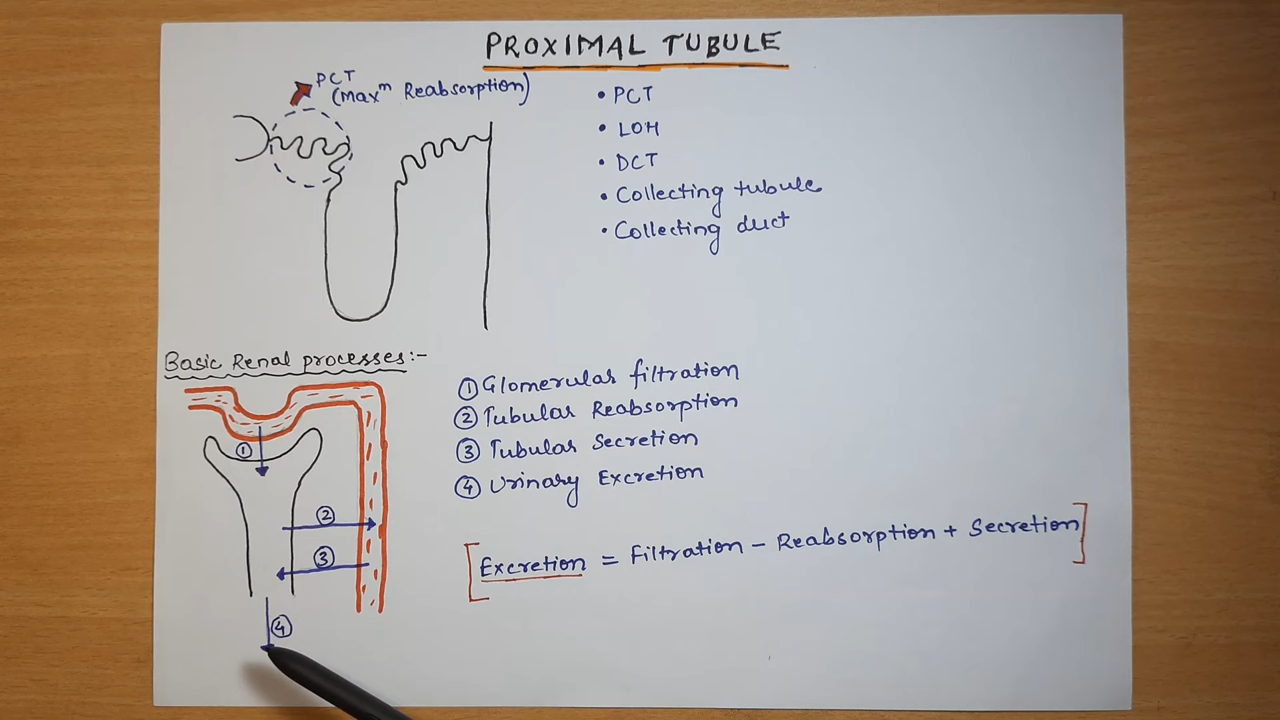 PROXIMAL TUBULE
PCT
(Maxᵐ Reabsorption)
• PCT
• LOH
• DCT
• Collecting tubule
• Collecting duct
Basic Renal processes:-
① Glomerular filtration
② Tubular Reabsorption
③ Tubular Secretion
④ Urinary Excretion
①
②
③
④
[Excretion = Filtration - Reabsorption + Secretion]